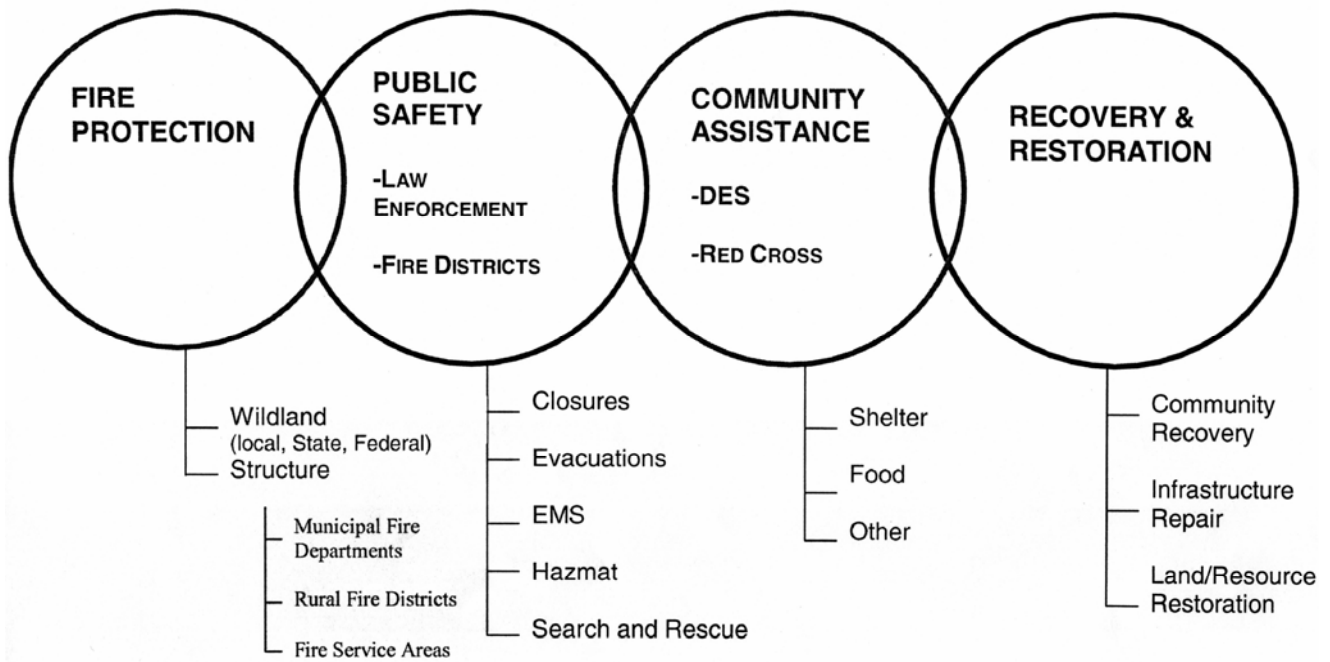 FIRE
PROTECTION
PUBLIC
SAFETY
-LAW
ENFORCEMENT
-FIRE DISTRICTS
COMMUNITY
ASSISTANCE
-DES
-RED CROSS
RECOVERY &
RESTORATION
Wildland
(local, State, Federal)
Structure
Municipal Fire
Departments
Rural Fire Districts
Fire Service Areas
Closures
Evacuations
EMS
Hazmat
Search and Rescue
Shelter
Food
Other
Community
Recovery
Infrastructure
Repair
Land/Resource
Restoration